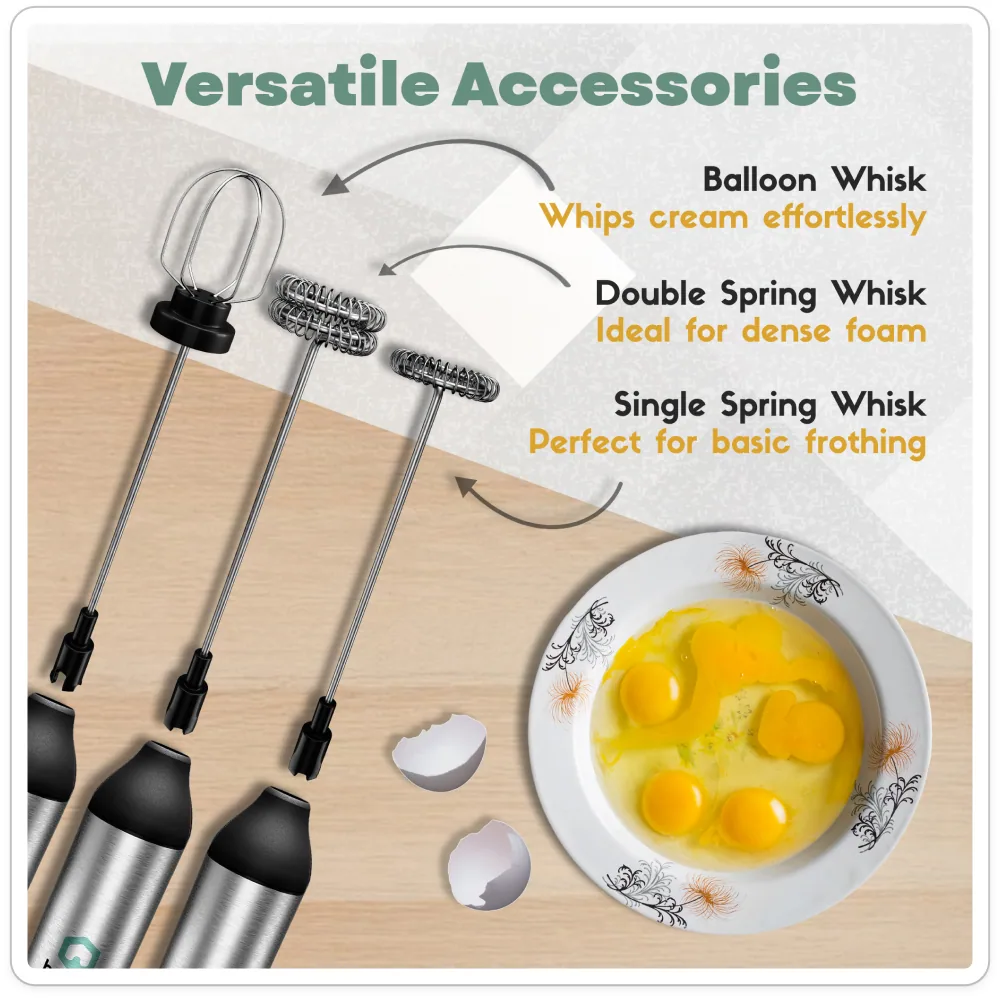 Versatile Accessories
Balloon Whisk
Whips cream effortlessly
Double Spring Whisk
Ideal for dense foam
Single Spring Whisk
Perfect for basic frothing